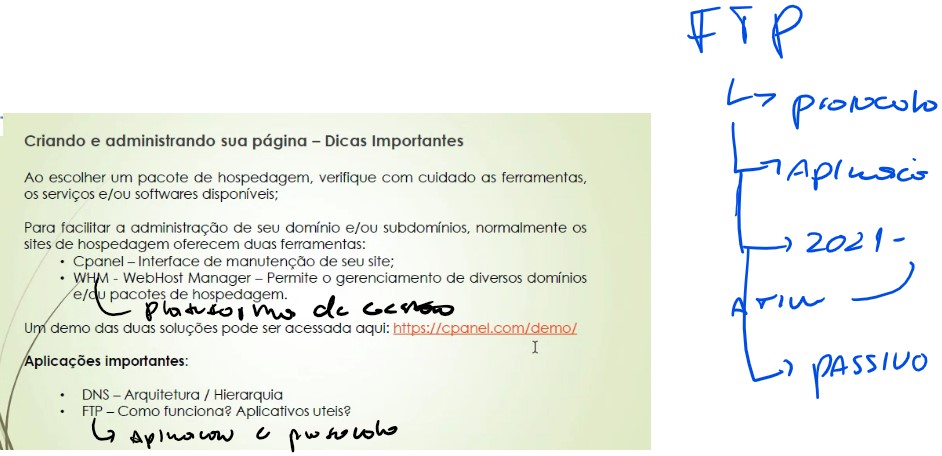 Criando e administrando sua página – Dicas Importantes
Ao escolher um pacote de hospedagem, verifique com cuidado as ferramentas,
os serviços e/ou softwares disponíveis;
Para facilitar a administração de seu domínio e/ou subdomínios, normalmente os
sites de hospedagem oferecem duas ferramentas:
• Cpanel – Interface de manutenção de seu site;
• WHM - WebHost Manager – Permite o gerenciamento de diversos domínios
e/ou pacotes de hospedagem.
plataforma de
Um demo das duas soluções pode ser acessada aqui: https://cpanel.com/demo/
Aplicações importantes:
• DNS – Arquitetura / Hierarquia
• FTP – Como funciona? Aplicativos uteis?
protocolo
FTP
protocolo
2021-
PASSIVO